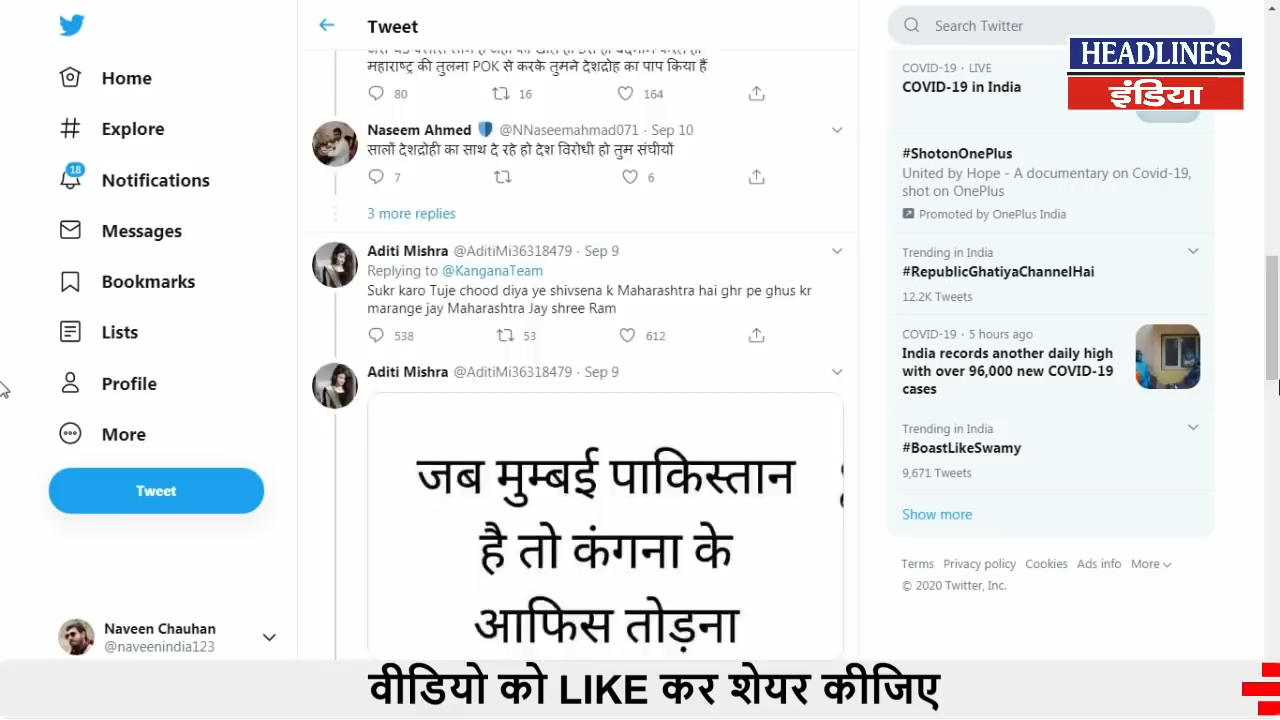 Home
Explore
18
Notifications
Messages
Bookmarks
Lists
Profile
More
Tweet
Naveen Chauhan
@naveenindia123
Tweet
महाराष्ट्र की तुलना POK से करके तुमने देशद्रोह का पाप किया हैं
80 16 164
Naseem Ahmed @NNaseemahmad071 · Sep 10
सालों देशद्रोही का साथ दे रहे हो देश विरोधी हो तुम संघीयों
7 6
3 more replies
Aditi Mishra @AditiMi36318479 · Sep 9
Replying to @KanganaTeam
Sukr karo Tuje chood diya ye shivsena k Maharashtra hai ghr pe ghus kr
marange jay Maharashtra Jay shree Ram
538 53 612
Aditi Mishra @AditiMi36318479 · Sep 9
जब मुम्बई पाकिस्तान
है तो कंगना के
आफिस तोड़ना
Search Twitter
HEADLINES
इंडिया
COVID-19 · LIVE
COVID-19 in India
#ShotonOnePlus
United by Hope - A documentary on Covid-19,
shot on OnePlus
Promoted by OnePlus India
Trending in India
#RepublicGhatiyaChannelHai
12.2K Tweets
COVID-19 · 5 hours ago
India records another daily high
with over 96,000 new COVID-19
cases
Trending in India
#BoastLikeSwamy
9,671 Tweets
Show more
Terms Privacy policy Cookies Ads info More
© 2020 Twitter, Inc.
वीडियो को LIKE कर शेयर कीजिए